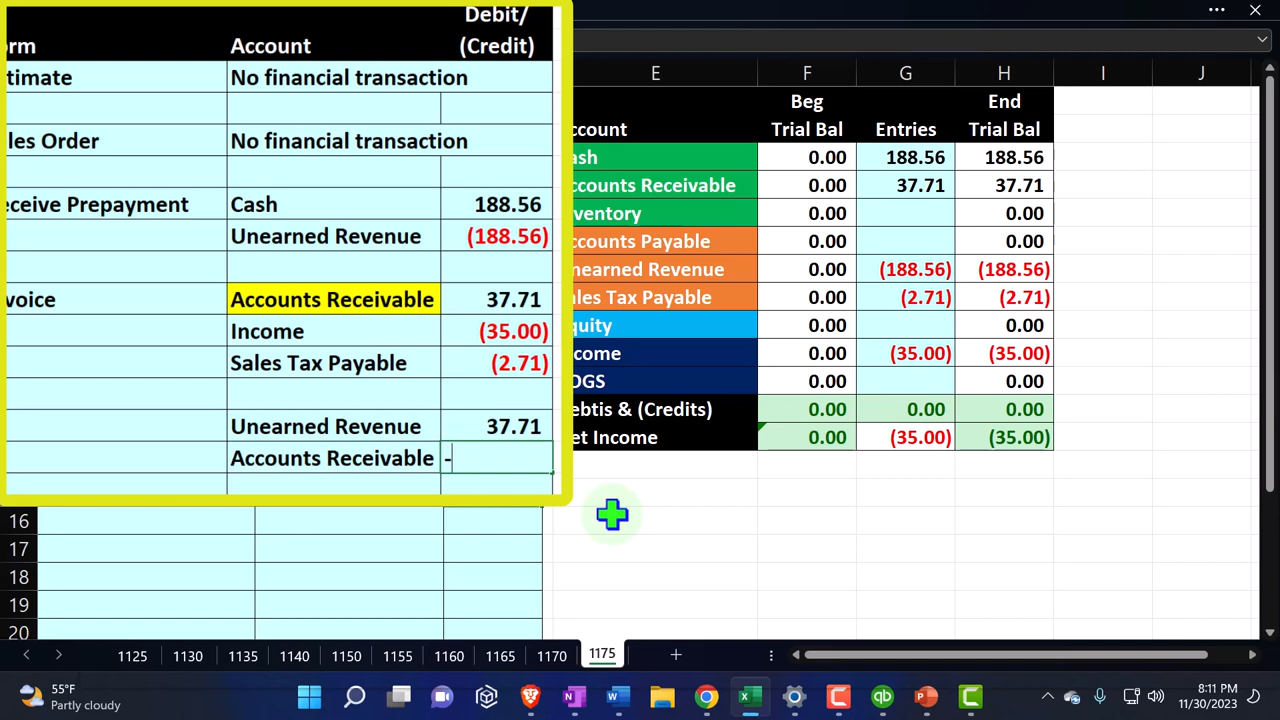 Debit/
orm Account (Credit)
timate No financial transaction
les Order No financial transaction
eceive Prepayment Cash 188.56
Unearned Revenue (188.56)
voice Accounts Receivable 37.71
Income (35.00)
Sales Tax Payable (2.71)
Unearned Revenue 37.71
Accounts Receivable -
16
17
18
19
20
E F G H I J
Beg End
ccount Trial Bal Entries Trial Bal
ash 0.00 188.56 188.56
ccounts Receivable 0.00 37.71 37.71
ventory 0.00 0.00
ccounts Payable 0.00 0.00
nearned Revenue 0.00 (188.56) (188.56)
ales Tax Payable 0.00 (2.71) (2.71)
quity 0.00 0.00
come 0.00 (35.00) (35.00)
OGS 0.00 0.00
ebtis & (Credits) 0.00 0.00 0.00
et Income 0.00 (35.00) (35.00)
1125 1130 1135 1140 1150 1155 1160 1165 1170 1175
55°F
Partly cloudy
8:11 PM
11/30/2023